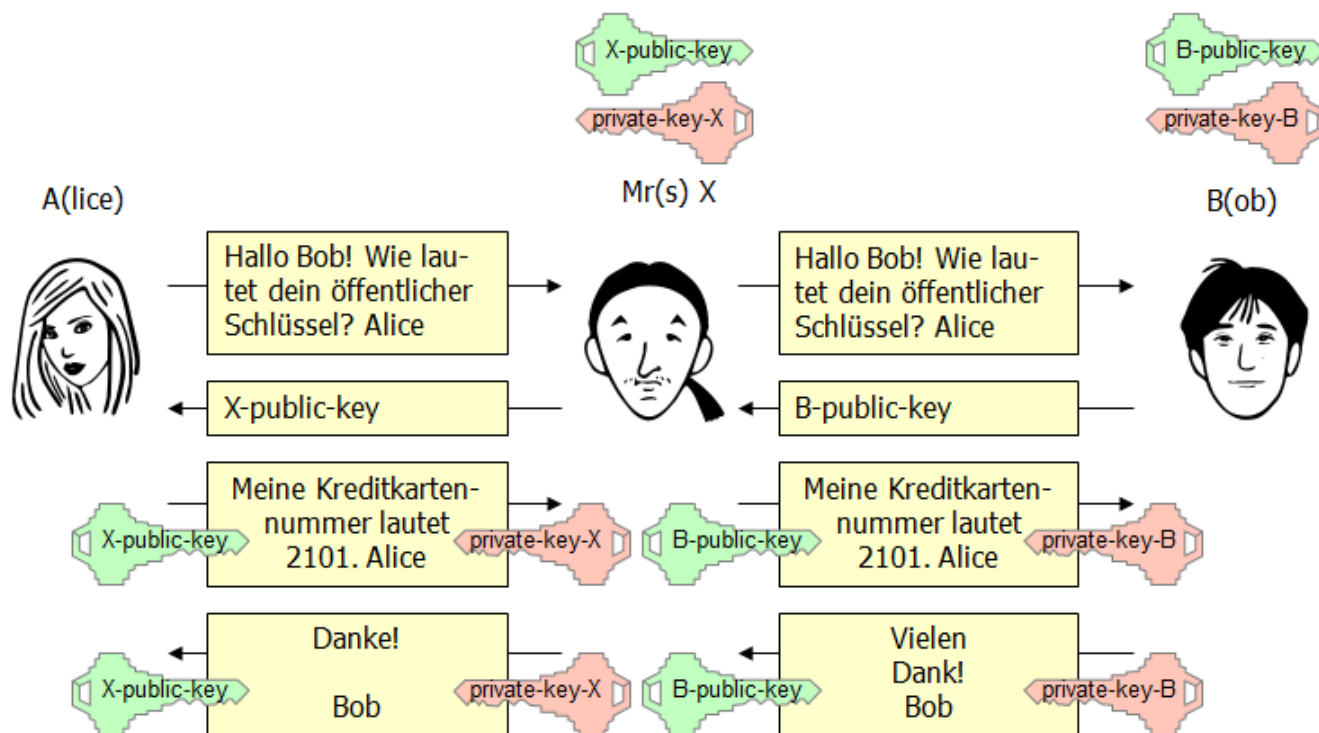 X-public-key
B-public-key
private-key-X
private-key-B
A(lice)
Mr(s) X
B(ob)
Hallo Bob! Wie lau-
tet dein öffentlicher
Schlüssel? Alice
Hallo Bob! Wie lau-
tet dein öffentlicher
Schlüssel? Alice
X-public-key
B-public-key
Meine Kreditkarten-
nummer lautet
2101. Alice
X-public-key
private-key-X
Meine Kreditkarten-
nummer lautet
2101. Alice
B-public-key
private-key-B
Danke!
Bob
X-public-key
private-key-X
Vielen
Dank!
Bob
B-public-key
private-key-B